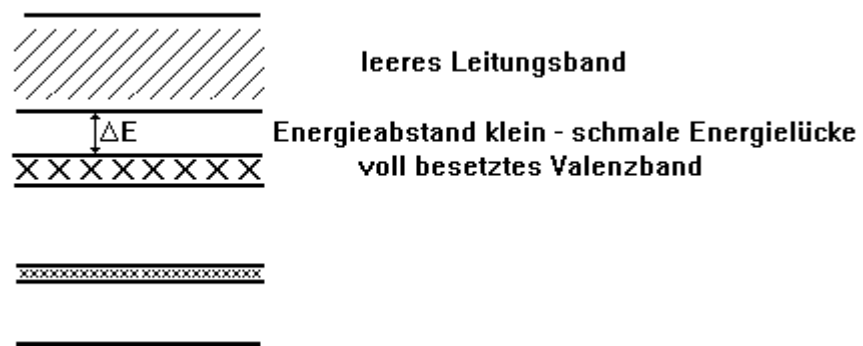 leeres Leitungsband
ΔE
Energieabstand klein - schmale Energielücke
voll besetztes Valenzband